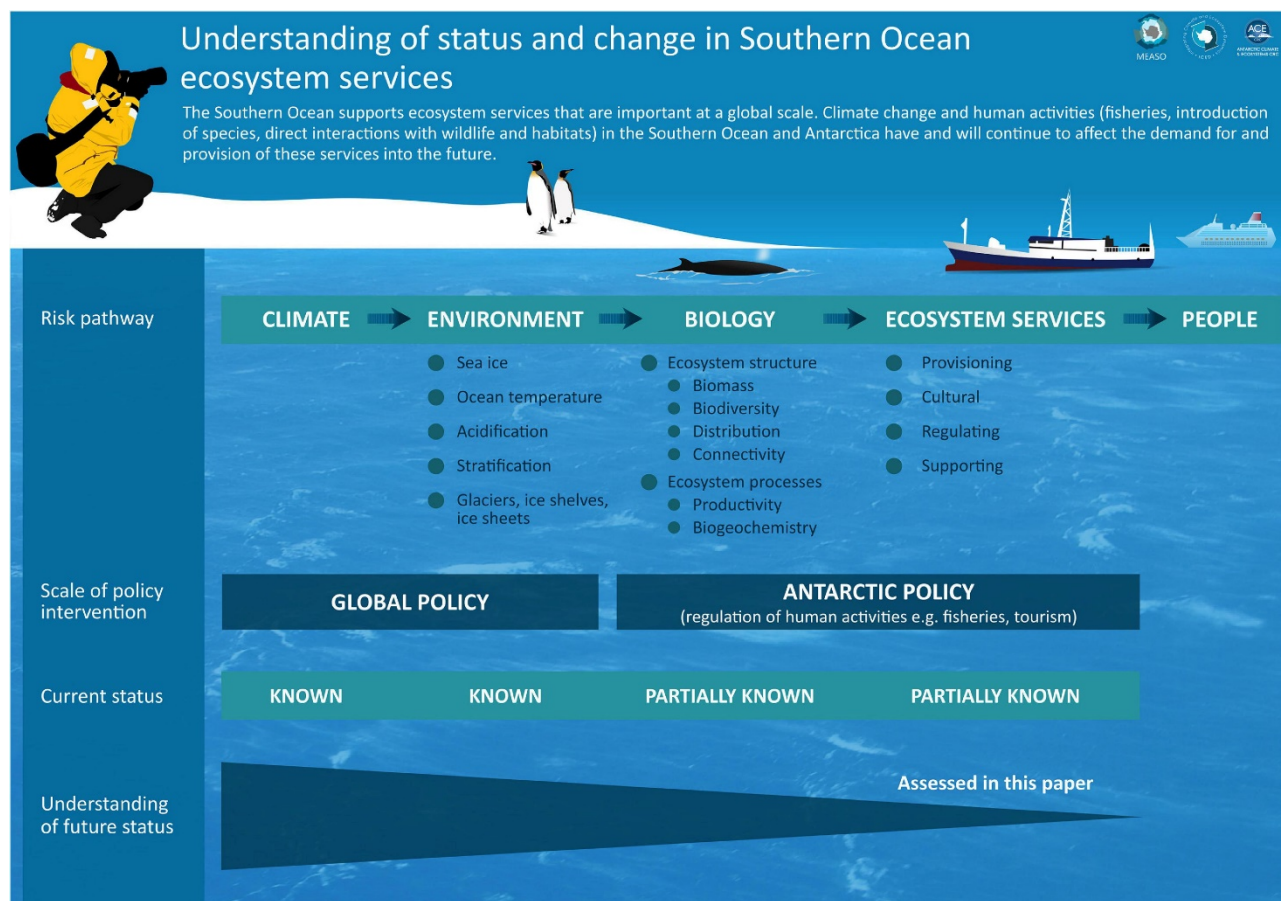 Understanding of status and change in Southern Ocean
ecosystem services
MEASO
ACE
ANTARCTIC CLIMATE
& ECOSYSTEMS CRC
The Southern Ocean supports ecosystem services that are important at a global scale. Climate change and human activities (fisheries, introduction
of species, direct interactions with wildlife and habitats) in the Southern Ocean and Antarctica have and will continue to affect the demand for and
provision of these services into the future.
Risk pathway
CLIMATE
ENVIRONMENT
BIOLOGY
ECOSYSTEM SERVICES
PEOPLE
Sea ice
Ocean temperature
Acidification
Stratification
Glaciers, ice shelves,
ice sheets
Ecosystem structure
Biomass
Biodiversity
Distribution
Connectivity
Ecosystem processes
Productivity
Biogeochemistry
Provisioning
Cultural
Regulating
Supporting
Scale of policy
intervention
GLOBAL POLICY
ANTARCTIC POLICY
(regulation of human activities e.g. fisheries, tourism)
Current status
KNOWN
KNOWN
PARTIALLY KNOWN
PARTIALLY KNOWN
Understanding
of future status
Assessed in this paper